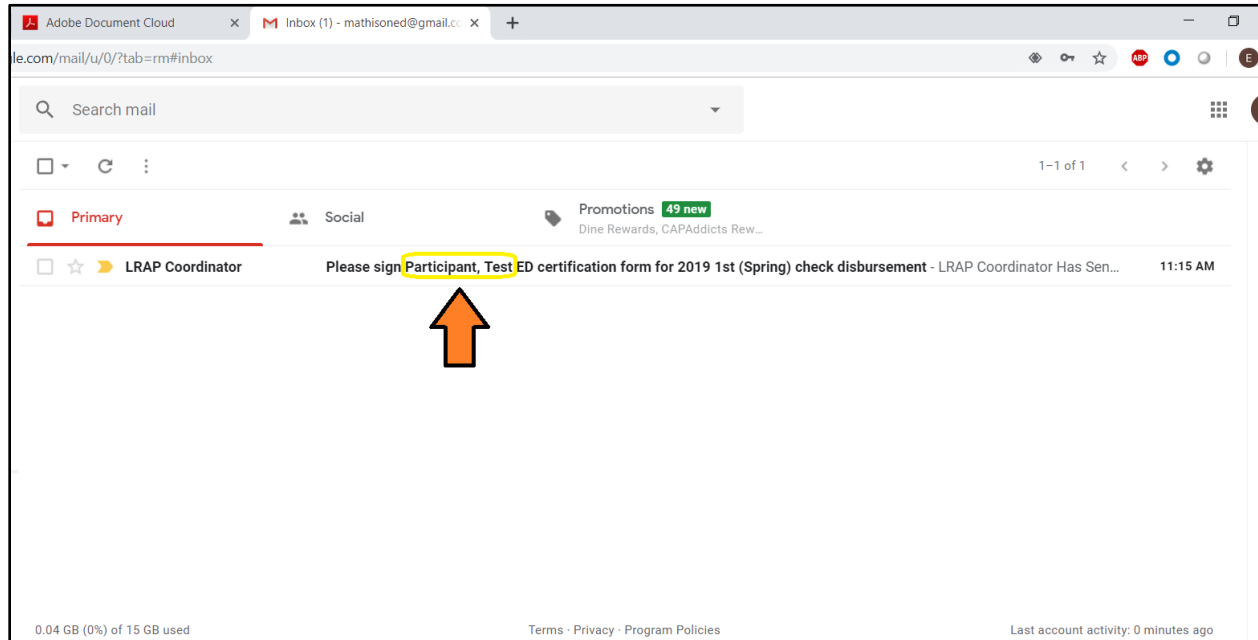 Adobe Document Cloud
Inbox (1) - mathisoned@gmail.cc
le.com/mail/u/0/?tab=rm#inbox
ABP
E
Search mail
1–1 of 1
Primary
Social
Promotions 49 new
Dine Rewards, CAPAddicts Rew...
LRAP Coordinator Please sign Participant, Test ED certification form for 2019 1st (Spring) check disbursement - LRAP Coordinator Has Sen... 11:15 AM
0.04 GB (0%) of 15 GB used Terms · Privacy · Program Policies Last account activity: 0 minutes ago